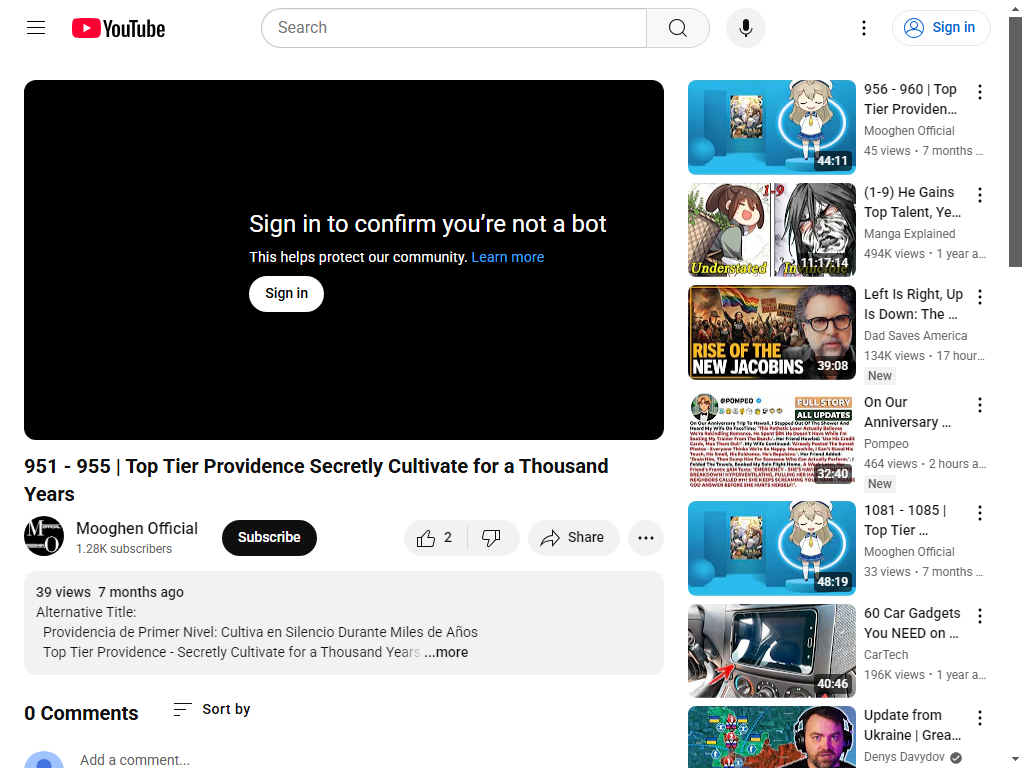 YouTube
Search
Sign in
Sign in to confirm you’re not a bot
This helps protect our community. Learn more
Sign in
951 - 955 | Top Tier Providence Secretly Cultivate for a Thousand
Years
Mooghen Official
1.28K subscribers
Subscribe
2
Share
39 views 7 months ago
Alternative Title:
Providencia de Primer Nivel: Cultiva en Silencio Durante Miles de Años
Top Tier Providence - Secretly Cultivate for a Thousand Years ...more
0 Comments
Sort by
Add a comment...
44:11
956 - 960 | Top
Tier Providen...
Mooghen Official
45 views • 7 months ...
1-9
Understated
Invincible
11:17:14
(1-9) He Gains
Top Talent, Ye...
Manga Explained
494K views • 1 year a...
RISE OF THE
NEW JACOBINS
39:08
Left Is Right, Up
Is Down: The ...
Dad Saves America
134K views • 17 hour...
New
@POMPEO
FULL STORY
ALL UPDATES
32:40
On Our
Anniversary ...
Pompeo
464 views • 2 hours a...
New
48:19
1081 - 1085 |
Top Tier ...
Mooghen Official
33 views • 7 months ...
40:46
60 Car Gadgets
You NEED on ...
CarTech
196K views • 1 year a...
Update from
Ukraine | Grea...
Denys Davydov